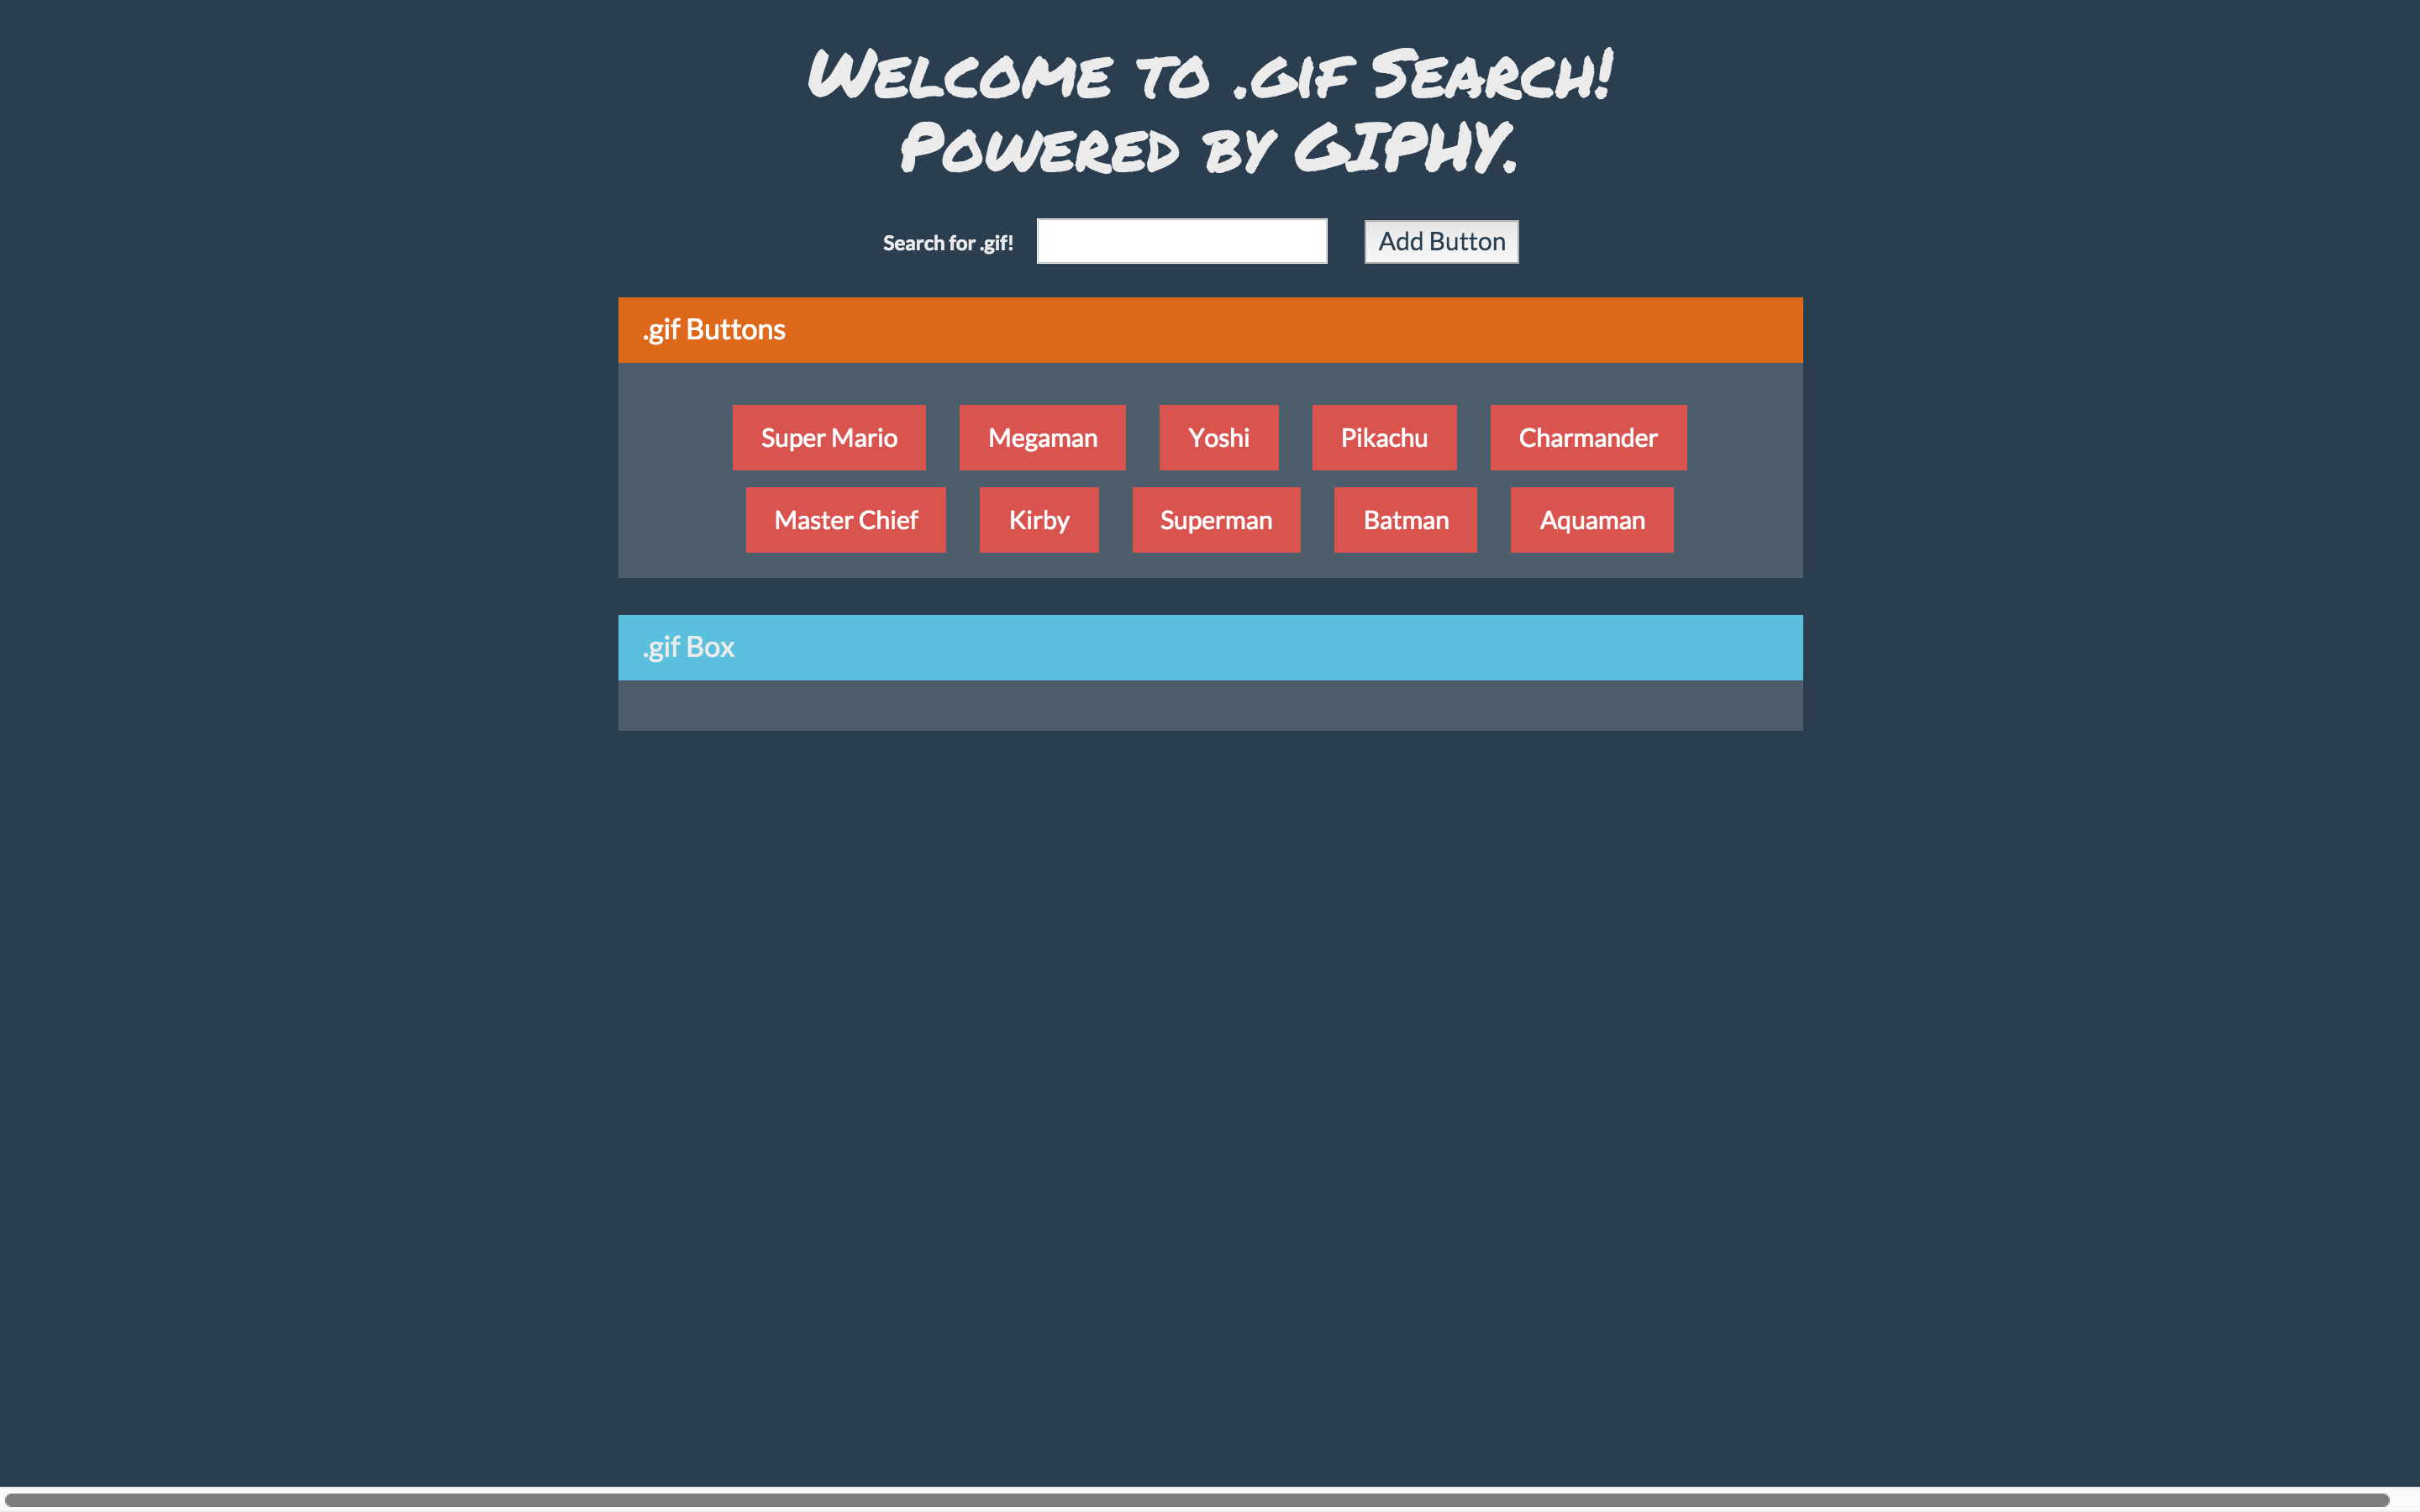 Welcome to .gif Search!
Powered by GIPHY.
Search for .gif! Add Button
.gif Buttons
Super Mario Megaman Yoshi Pikachu Charmander
Master Chief Kirby Superman Batman Aquaman
.gif Box